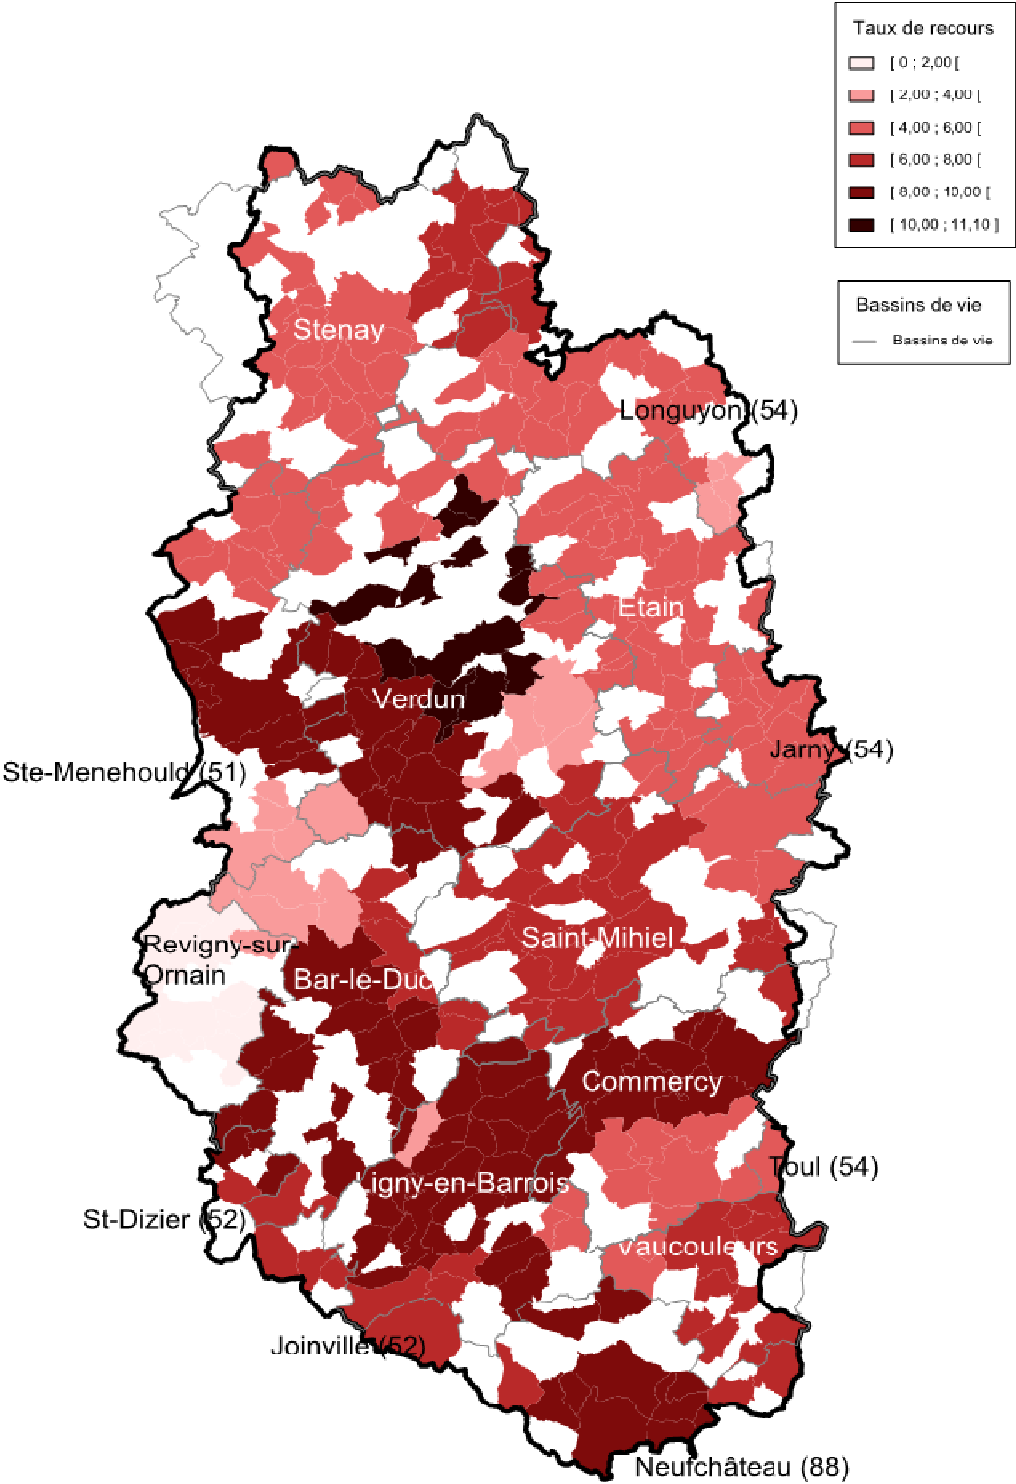 Taux de recours
[ 0 ; 2,00 [
[ 2,00 ; 4,00 [
[ 4,00 ; 6,00 [
[ 6,00 ; 8,00 [
[ 8,00 ; 10,00 [
[ 10,00 ; 11,10 ]
Bassins de vie
Bassins de vie
Stenay
Longuyon (54)
Etain
Verdun
Jarny (54)
Ste-Menehould (51)
Saint-Mihiel
Revigny-sur-
Ornain
Bar-le-Duc
Commercy
Toul (54)
Ligny-en-Barrois
St-Dizier (52)
Vaucouleurs
Joinville (52)
Neufchâteau (88)